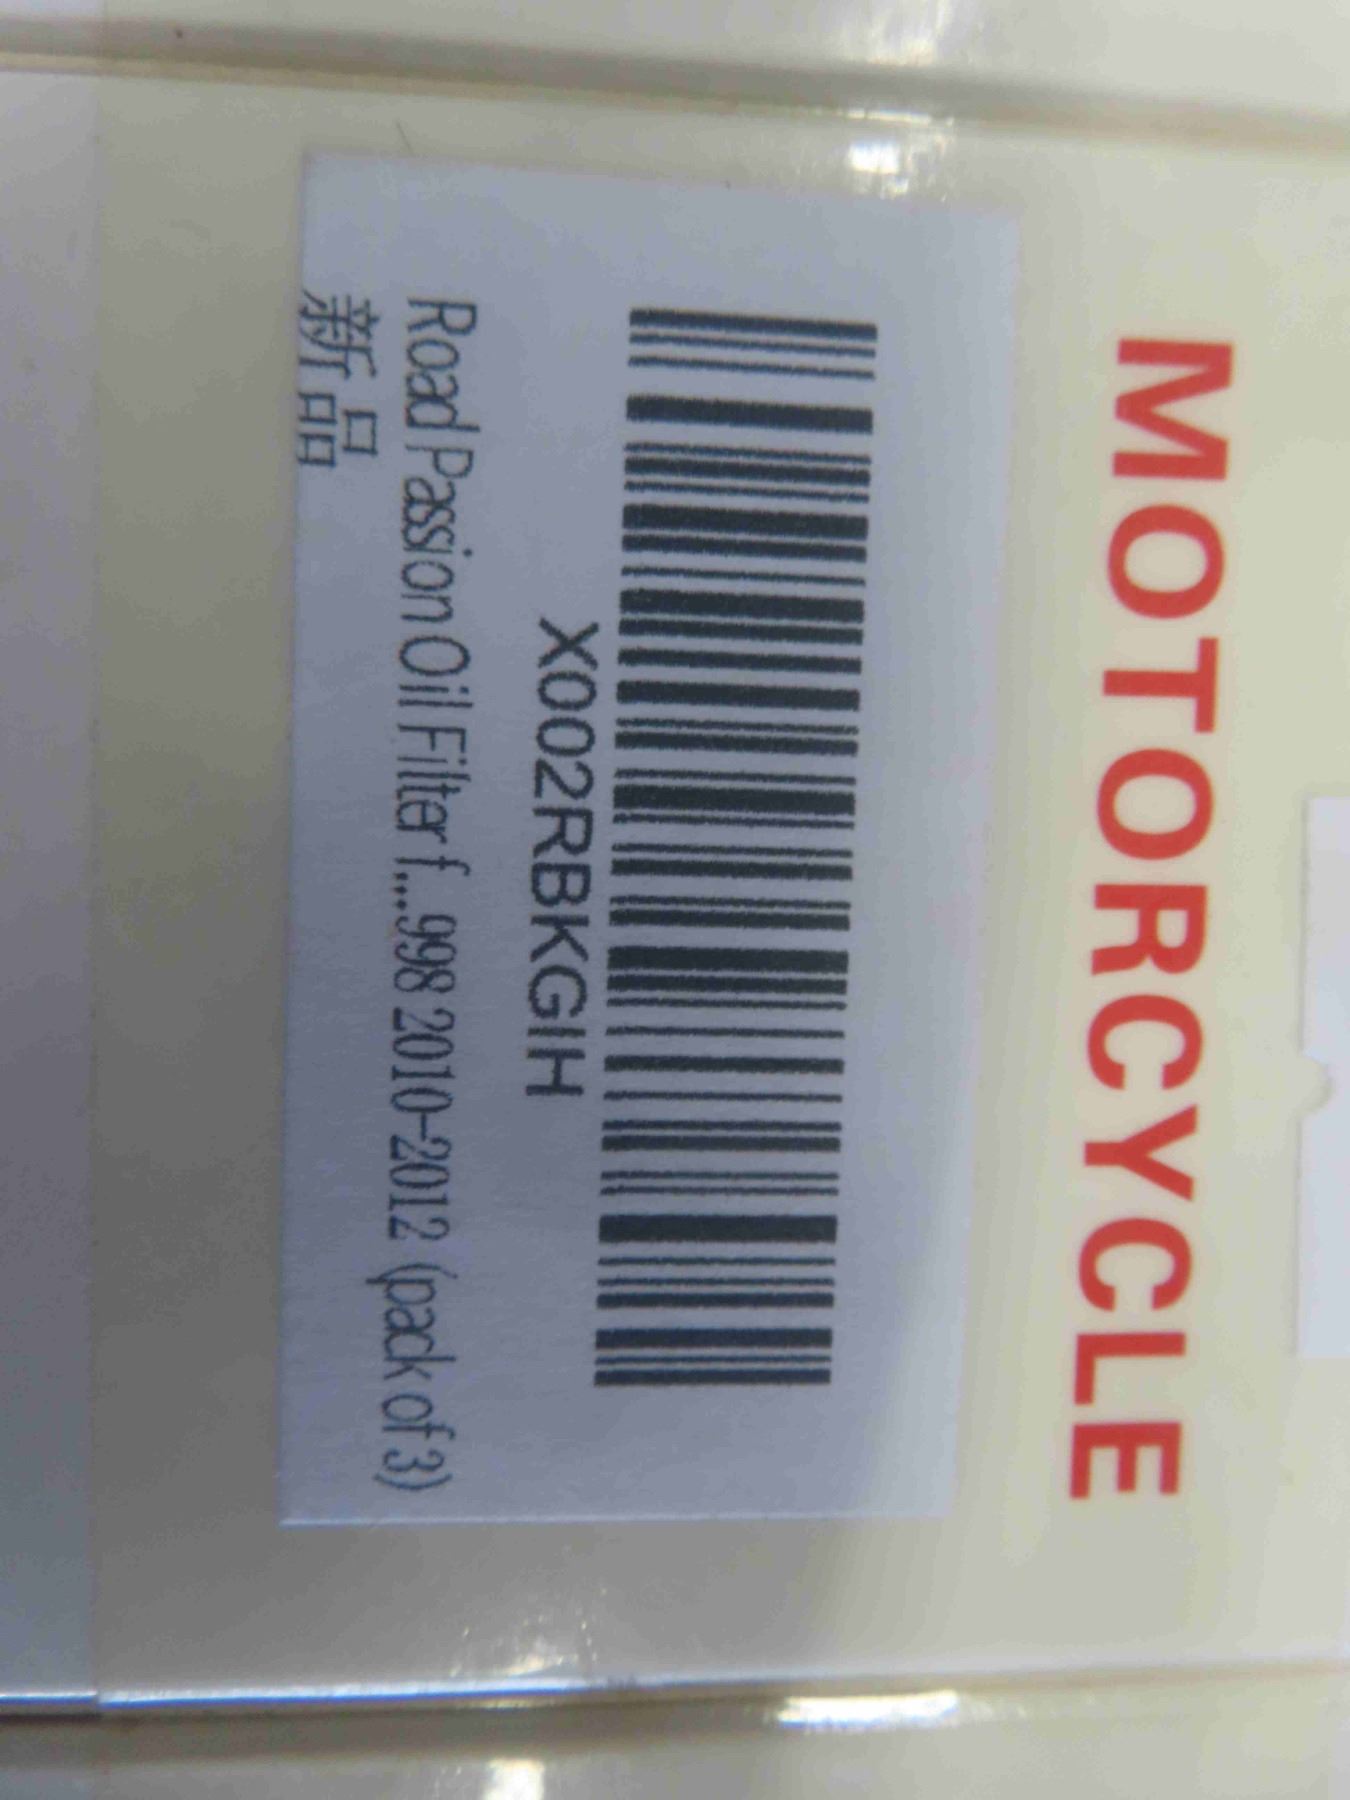 MOTORCYCLE
X002RBKGIH
Road Passion Oil Filter f...998 2010-2012 (pack of 3)
新品